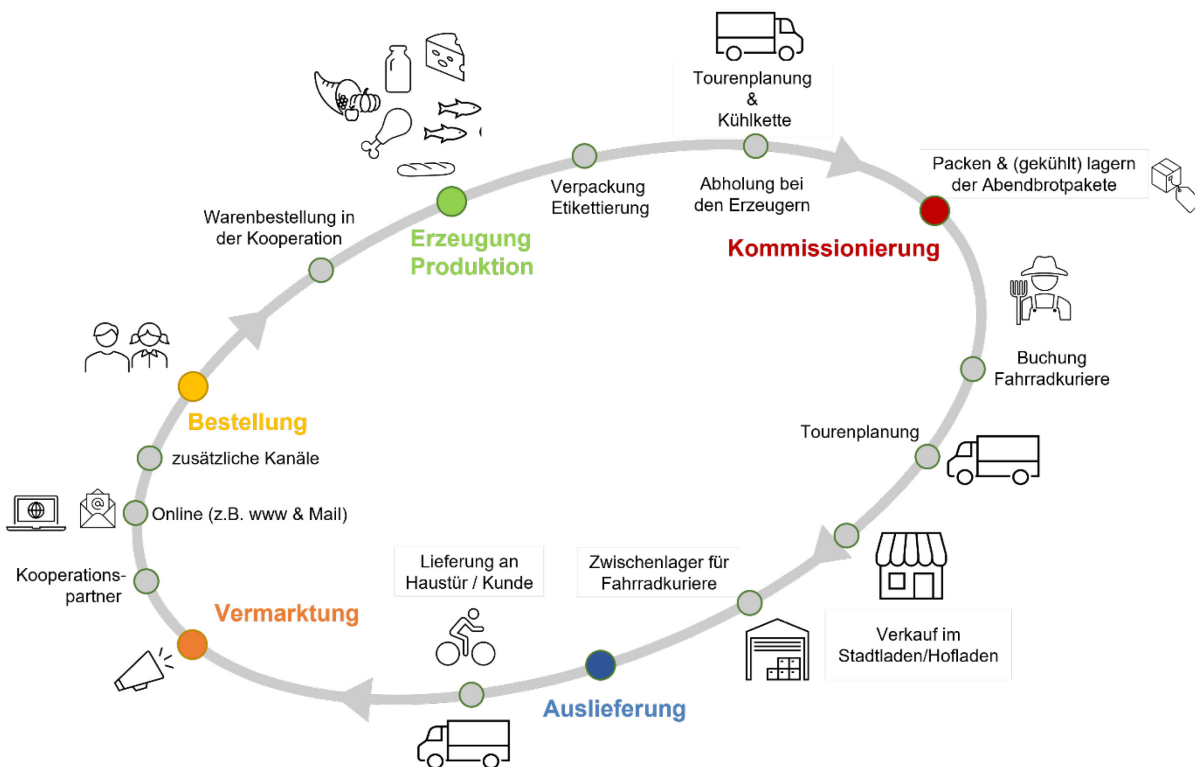 Tourenplanung
&
Kühlkette
Packen & (gekühlt) lagern
der Abendbrotpakete
Verpackung
Etikettierung
Abholung bei
den Erzeugern
Warenbestellung in
der Kooperation
Erzeugung
Produktion
Kommissionierung
Buchung
Fahrradkuriere
Bestellung
Tourenplanung
zusätzliche Kanäle
Online (z.B. www & Mail)
Lieferung an
Haustür / Kunde
Zwischenlager für
Fahrradkuriere
Kooperations-
partner
Vermarktung
Verkauf im
Stadtladen/Hofladen
Auslieferung
@